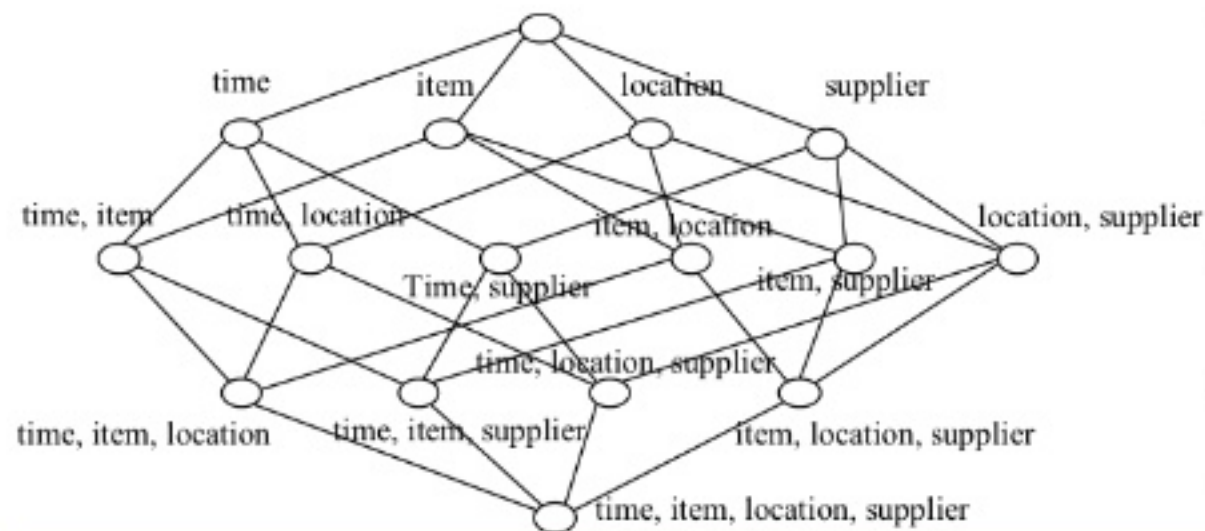 time
item
location
supplier
time, item
time, location
item, location
location, supplier
Time, supplier
item, supplier
time, location, supplier
time, item, location
time, item, supplier
item, location, supplier
time, item, location, supplier